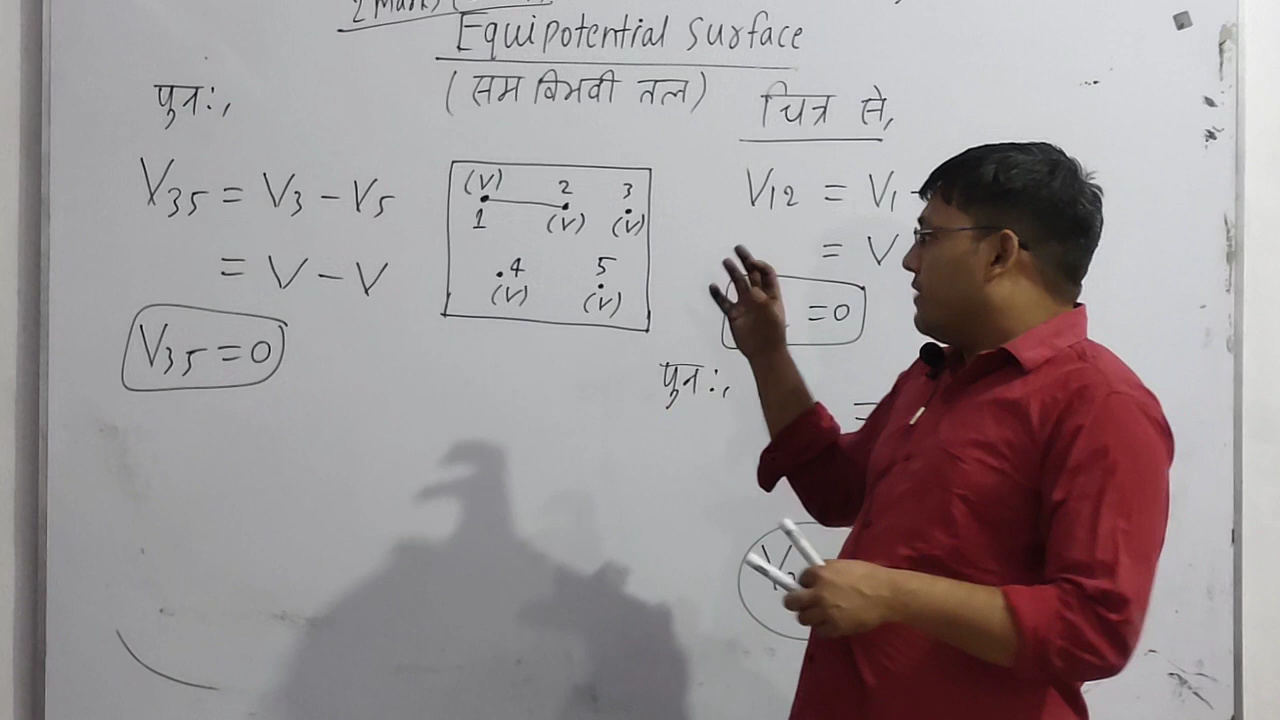 2 Marks
Equipotential Surface
(सम विभवी तल)
पुनः,
V35 = V3 - V5
= V - V
V35 = 0
(V) 2 3
1 (V) (V)
4 5
(V) (V)
चित्र से,
V12 = V1 -
= V
= 0
पुनः,
=
V